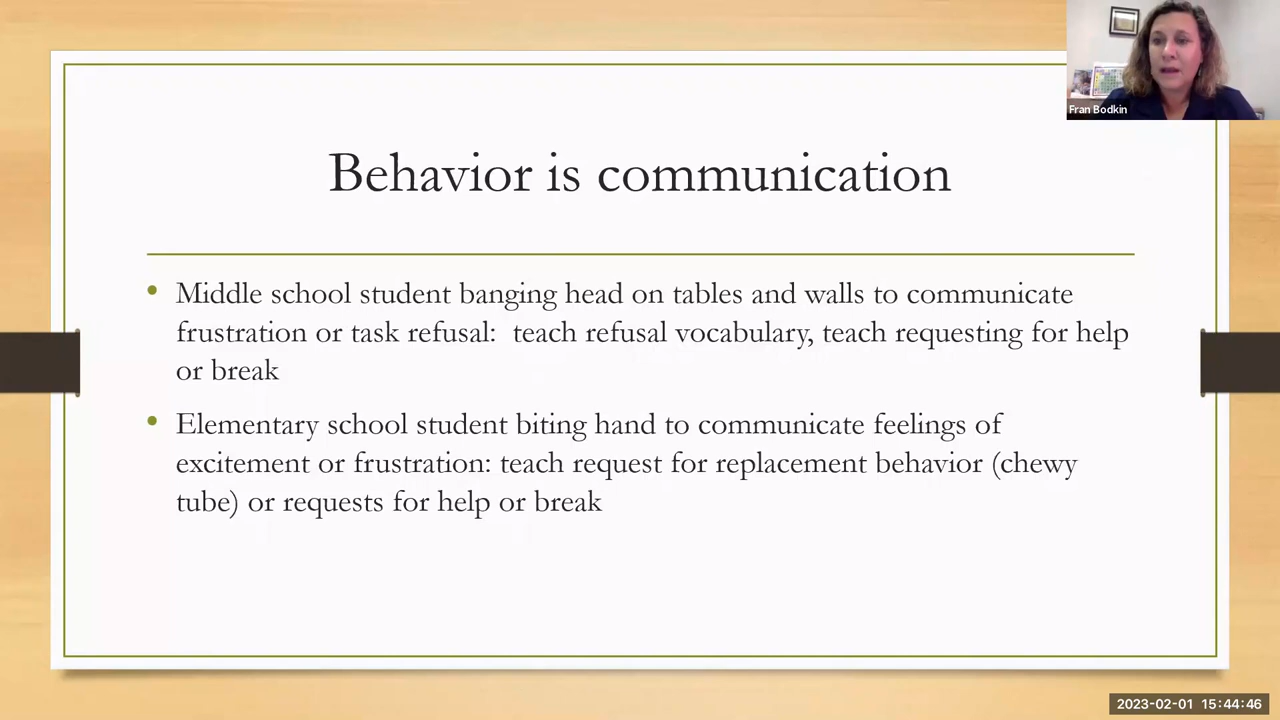 Fran Bodkin
Behavior is communication
• Middle school student banging head on tables and walls to communicate
frustration or task refusal:  teach refusal vocabulary, teach requesting for help
or break
• Elementary school student biting hand to communicate feelings of
excitement or frustration: teach request for replacement behavior (chewy
tube) or requests for help or break
2023-02-01 15:44:46